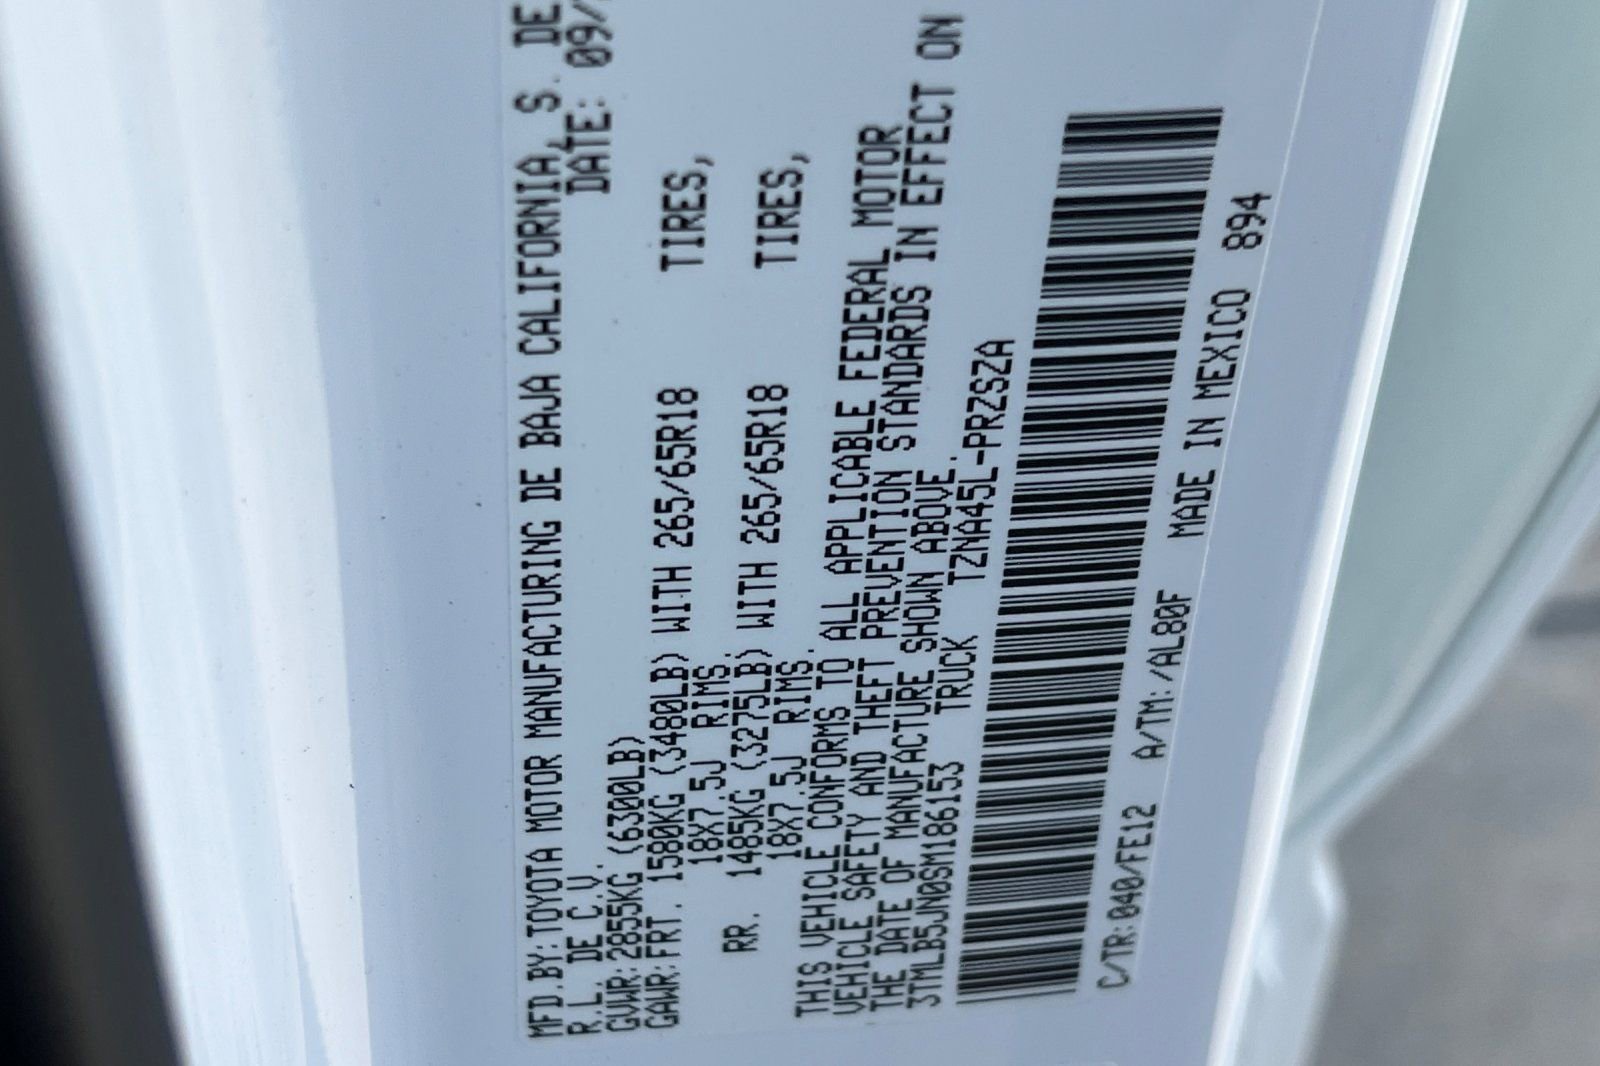 MFD.BY:TOYOTA MOTOR MANUFACTURING DE BAJA CALIFORNIA, S. DE
R.L. DE C.V. DATE: 09/
GVWR:2855KG (6300LB)
GAWR:FRT. 1580KG (3480LB) WITH 265/65R18 TIRES,
18X7.5J RIMS.
RR. 1485KG (3275LB) WITH 265/65R18 TIRES,
18X7.5J RIMS.
THIS VEHICLE CONFORMS TO ALL APPLICABLE FEDERAL MOTOR
VEHICLE SAFETY AND THEFT PREVENTION STANDARDS IN EFFECT ON
THE DATE OF MANUFACTURE SHOWN ABOVE.
3TMLB5JN0SM186153 TRUCK TZNA45L-PRZSZA
C/TR:040/FE12 A/TM:/AL80F MADE IN MEXICO 894